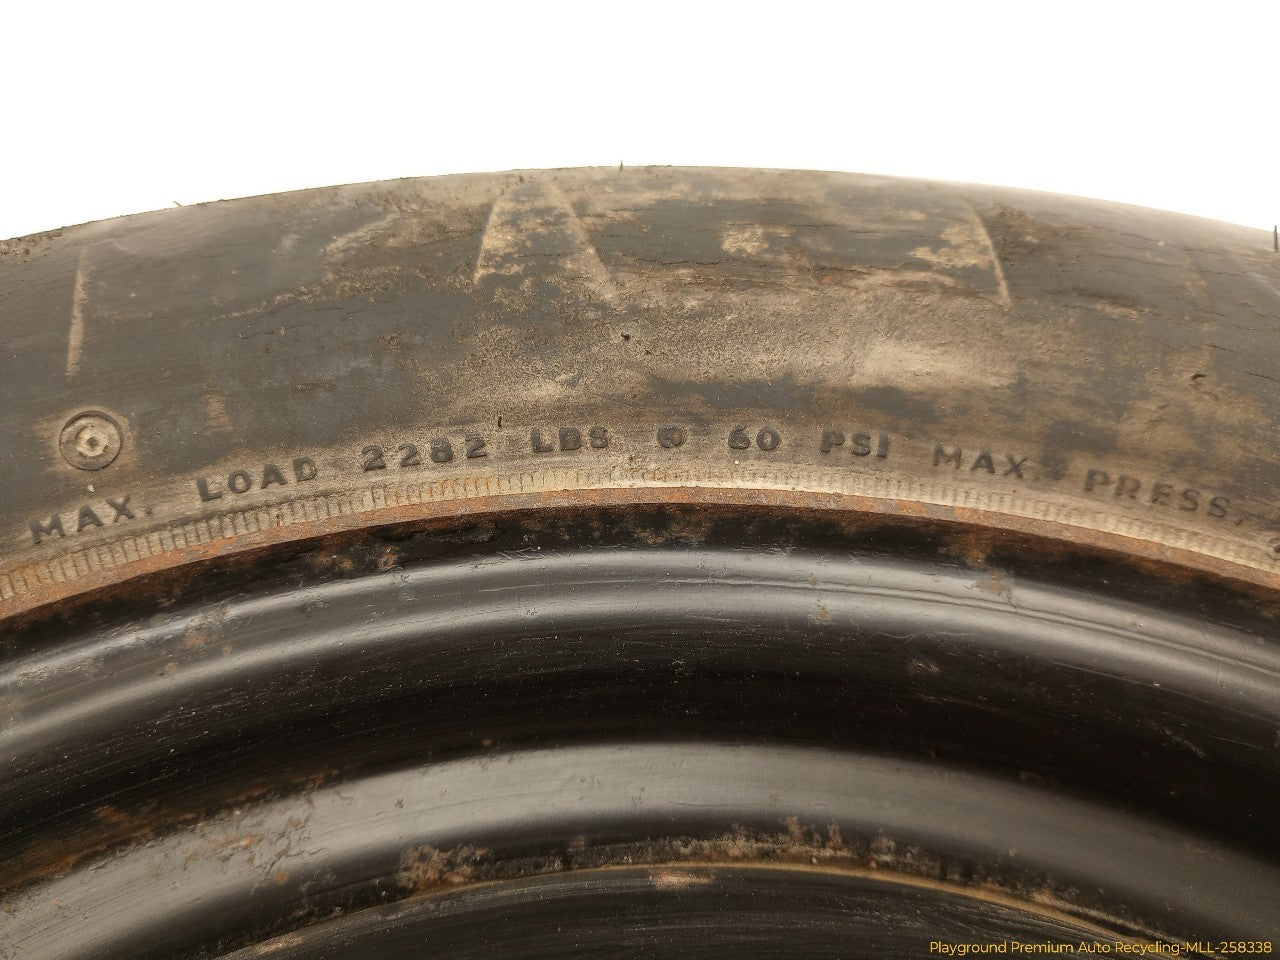 MAX. LOAD 2282 LBS @ 60 PSI MAX. PRESS.
Playground Premium Auto Recycling-MLL-258338